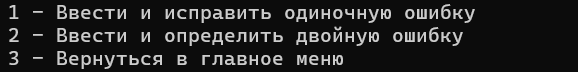 1 – Ввести и исправить одиночную ошибку
2 – Ввести и определить двойную ошибку
3 – Вернуться в главное меню